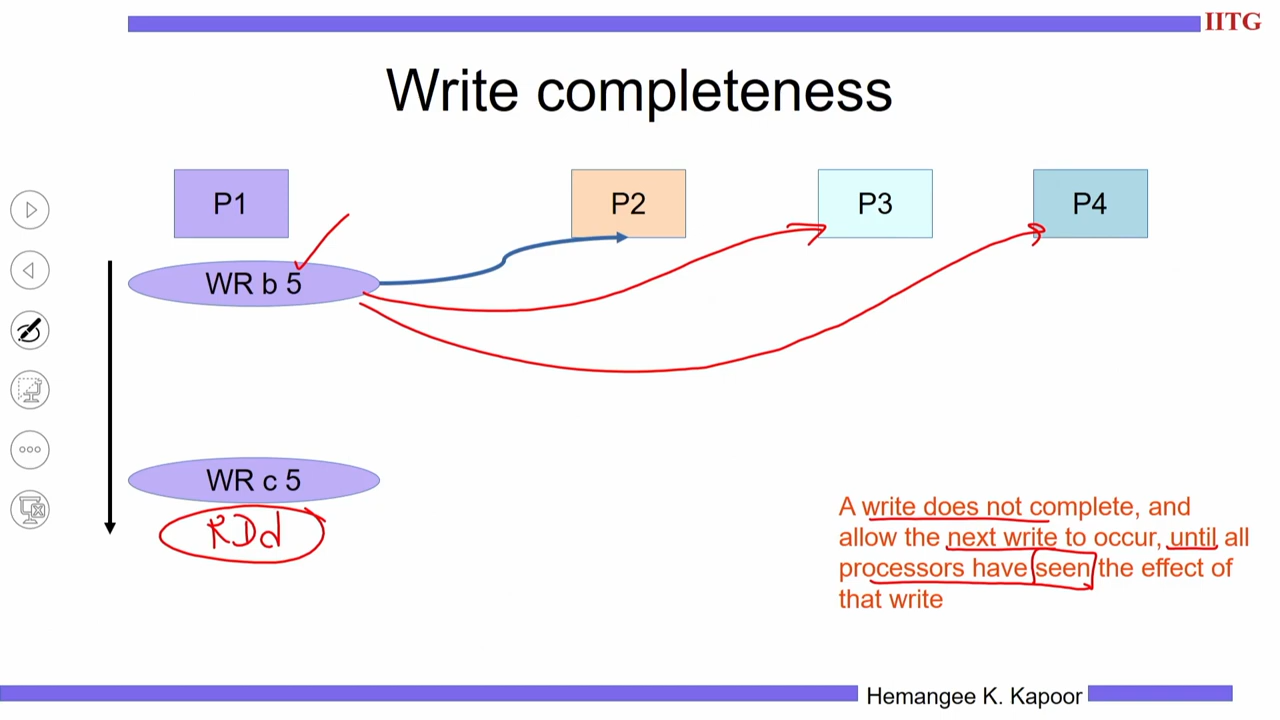 IITG
Write completeness
P1
P2
P3
P4
WR b 5
WR c 5
RDd
A write does not complete, and
allow the next write to occur, until all
processors have seen the effect of
that write
Hemangee K. Kapoor